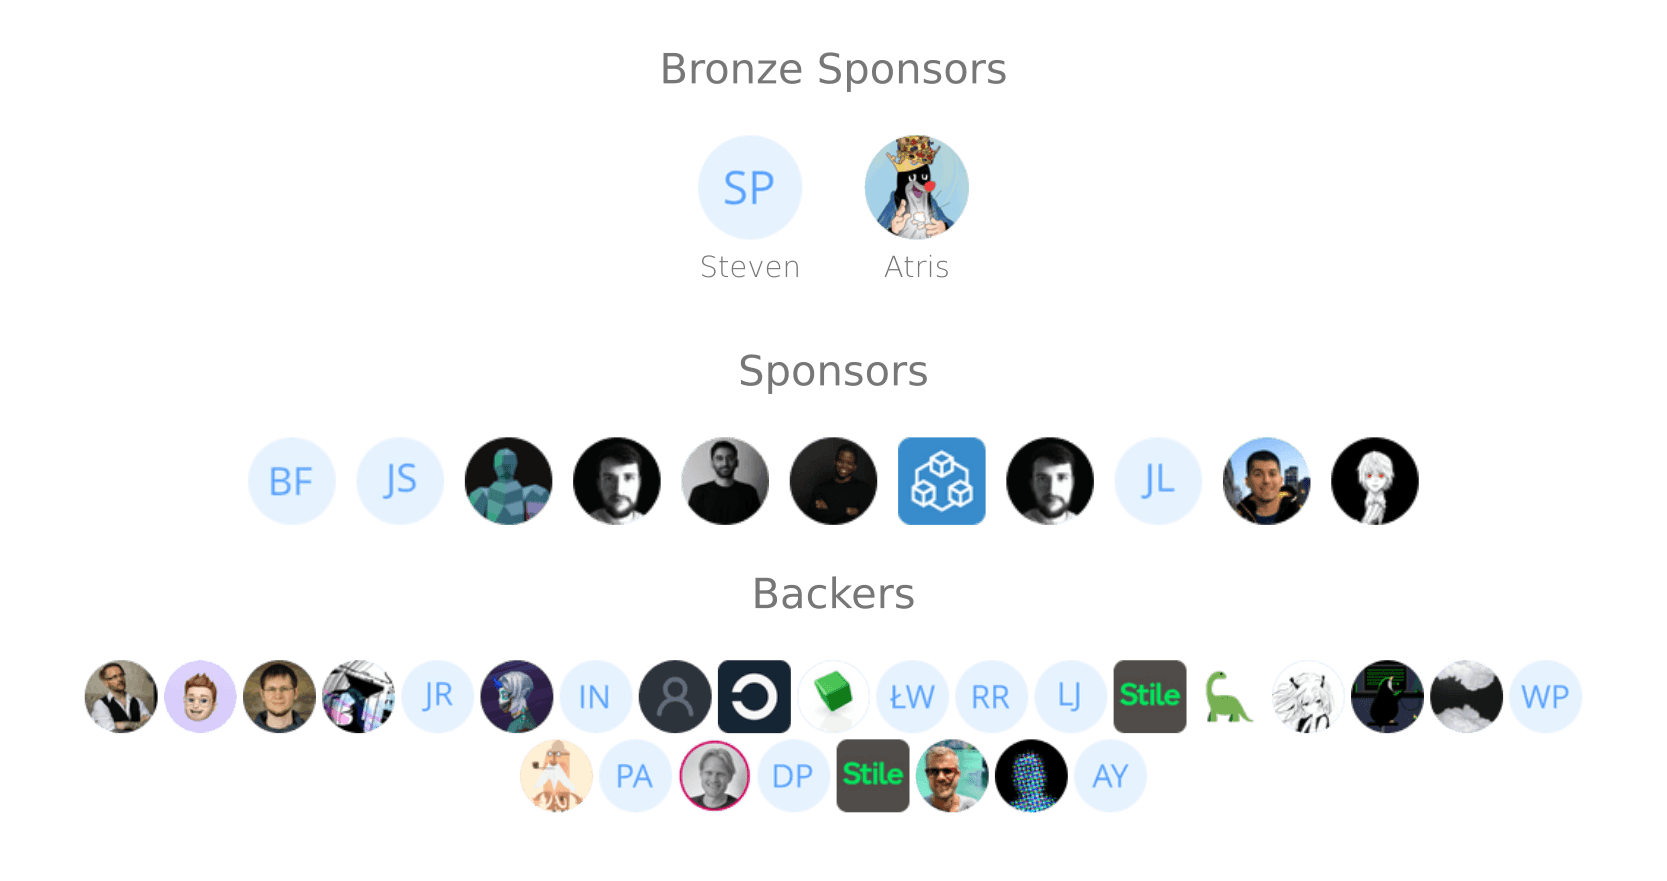 Bronze Sponsors
SP
Steven Atris
Sponsors
BF JS JL
Backers
JR IN ŁW RR LJ Stile WP
PA DP Stile AY